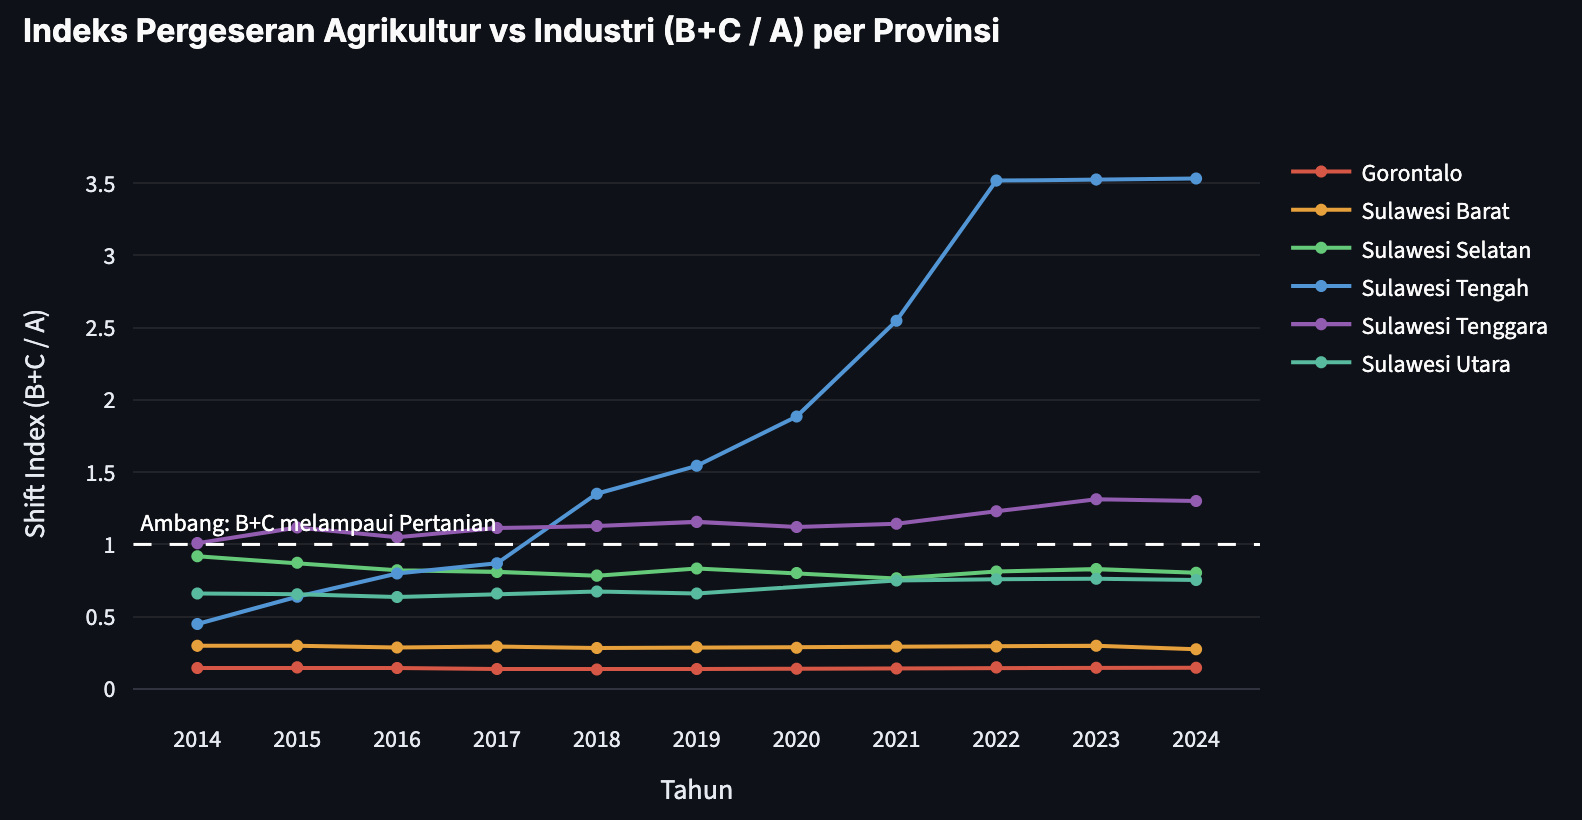 Indeks Pergeseran Agrikultur vs Industri (B+C / A) per Provinsi
3.5
3
2.5
2
1.5
1
0.5
0
Shift Index (B+C / A)
Ambang: B+C melampaui Pertanian
2014 2015 2016 2017 2018 2019 2020 2021 2022 2023 2024
Tahun
Gorontalo
Sulawesi Barat
Sulawesi Selatan
Sulawesi Tengah
Sulawesi Tenggara
Sulawesi Utara